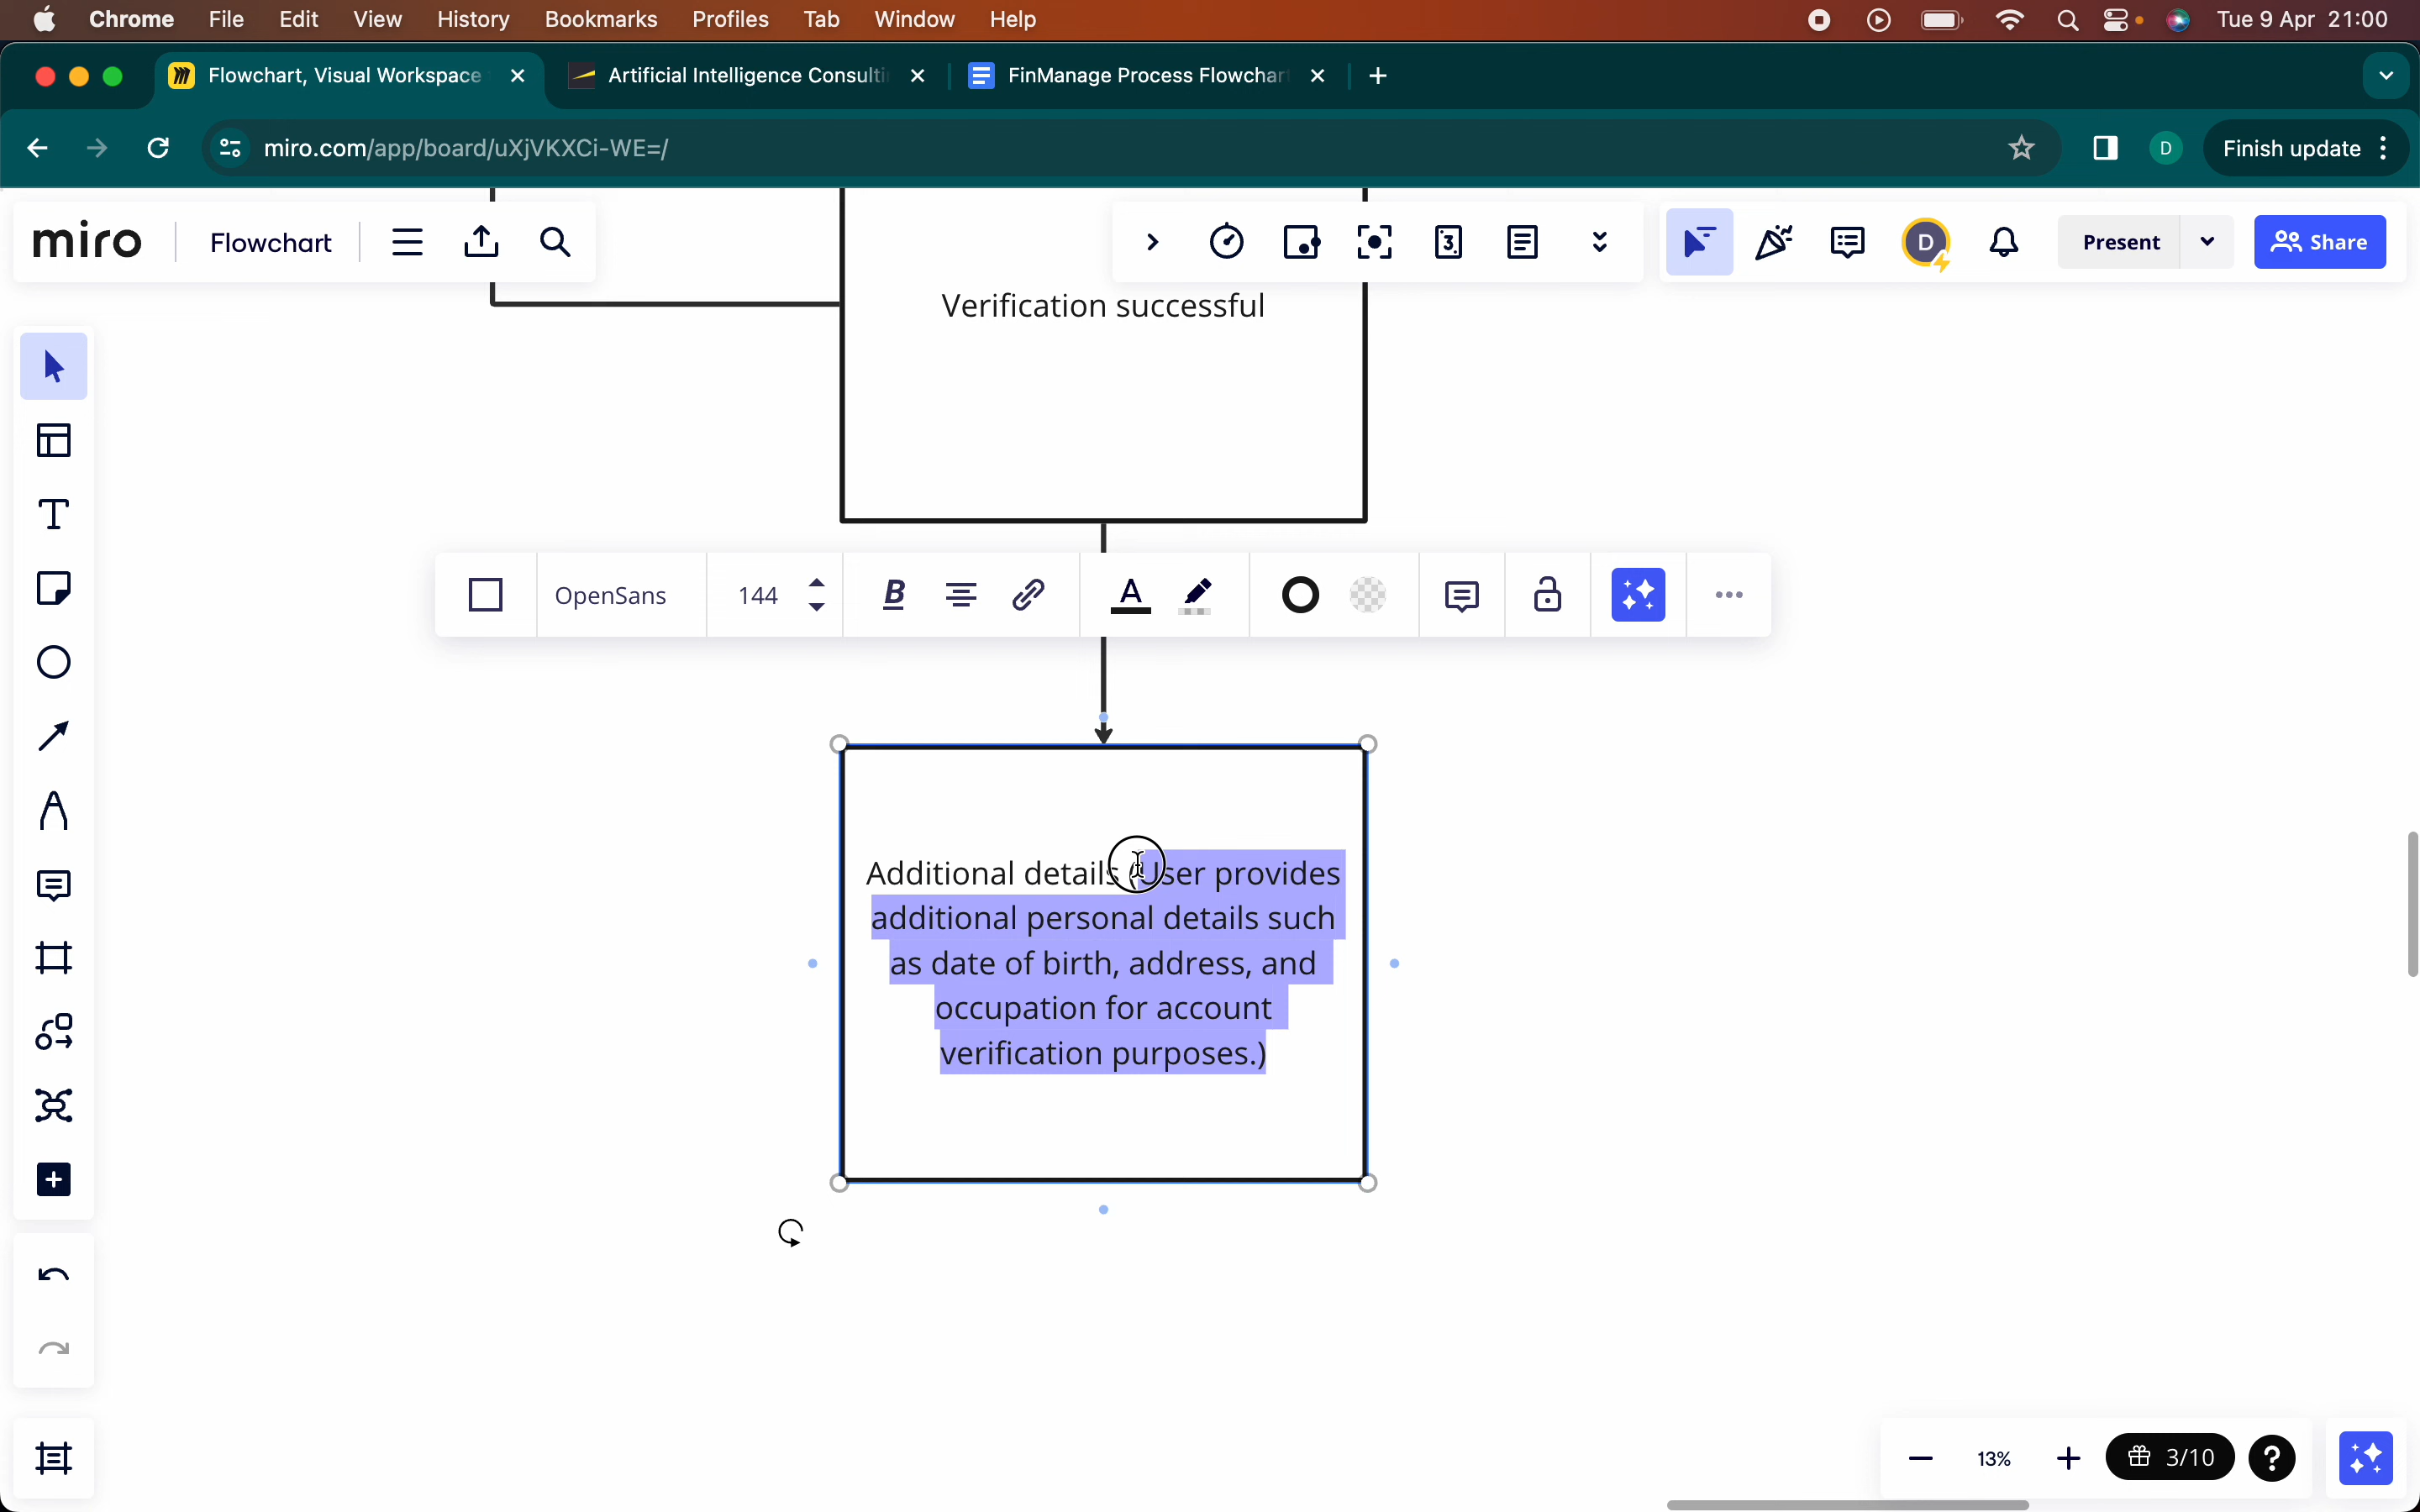 Chrome File Edit View History Bookmarks Profiles Tab Window Help Tue 9 Apr 21:00
Flowchart, Visual Workspace Artificial Intelligence Consulti FinManage Process Flowchar
miro.com/app/board/uXjVKXCi-WE=/ D Finish update
miro Flowchart 3 D Present Share
Verification successful
OpenSans 144 B A
Additional details (User provides
additional personal details such
as date of birth, address, and
occupation for account
verification purposes.)
13% 3/10 ?